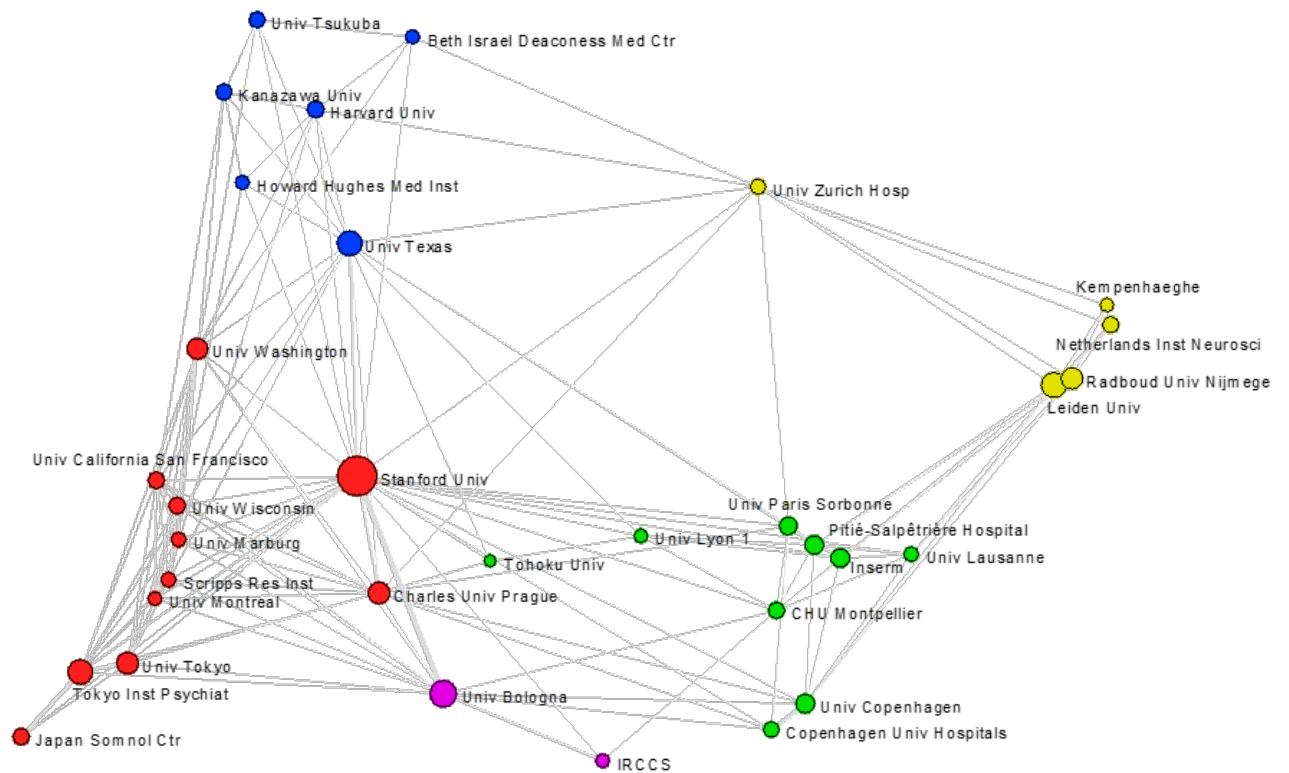 Univ Tsukuba
Beth Israel Deaconess Med Ctr
Kanazawa Univ
Harvard Univ
Howard Hughes Med Inst
Univ Zurich Hosp
Univ Texas
Kempenhaeghe
Netherlands Inst Neurosci
Univ Washington
Radboud Univ Nijmege
Leiden Univ
Univ California San Francisco
Stanford Univ
Univ Paris Sorbonne
Univ Wisconsin
Pitié-Salpêtrière Hospital
Univ Lyon 1
Univ Marburg
Univ Lausanne
Tohoku Univ
Inserm
Scripps Res Inst
Charles Univ Prague
Univ Montreal
CHU Montpellier
Univ Tokyo
Tokyo Inst Psychiat
Univ Bologna
Univ Copenhagen
Copenhagen Univ Hospitals
Japan Somnol Ctr
IRCCS